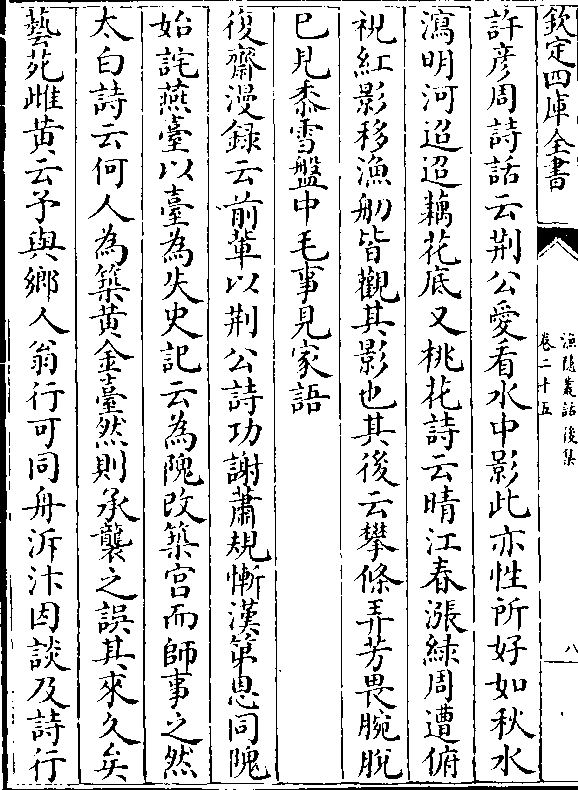 欽定四庫全書
漁隱叢話後集
卷二十五
八
許彦周詩話云荆公愛看水中影此亦性所好如秋水
瀉明河迢迢藕花底又桃花詩云晴江春漲緑周遭俯
視紅影移漁舠皆觀其影也其後云攀條弄芳畏腕脫
已見黍雪盤中毛事見家語
復齋漫録云前輩以荆公詩功謝蕭規慚漢第恩同隗
始詫燕臺以臺為失史記云為隗改築宫而師事之然
太白詩云何人為築黄金臺然則承襲之誤其來久矣
藝苑雌黄云予與鄉人翁行可同舟泝汴因談及詩行